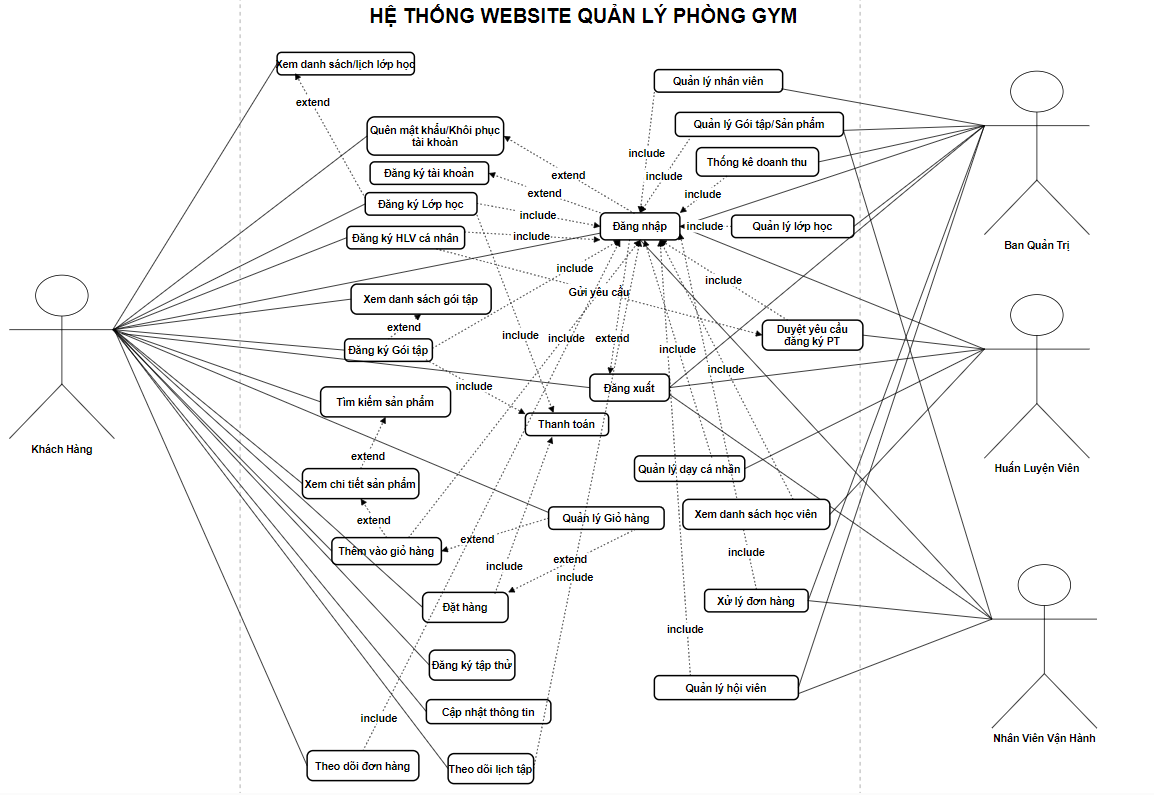 HỆ THỐNG WEBSITE QUẢN LÝ PHÒNG GYM
Xem danh sách/lịch lớp học
extend
Quên mật khẩu/Khôi phục
tài khoản
Đăng ký tài khoản
Đăng ký Lớp học
Đăng ký HLV cá nhân
Xem danh sách gói tập
extend
Đăng ký Gói tập
Tìm kiếm sản phẩm
extend
Xem chi tiết sản phẩm
extend
Thêm vào giỏ hàng
Đặt hàng
Đăng ký tập thử
Cập nhật thông tin
include
Theo dõi đơn hàng
Theo dõi lịch tập
Khách Hàng
extend
extend
include
include
include
Gửi yêu cầu
include
include
extend
include
Đăng nhập
Đăng xuất
Thanh toán
Quản lý Giỏ hàng
extend
extend
include
include
Quản lý nhân viên
Quản lý Gói tập/Sản phẩm
include
Thống kê doanh thu
include
include
include
Quản lý lớp học
include
Duyệt yêu cầu
đăng ký PT
include
include
Quản lý dạy cá nhân
Xem danh sách học viên
include
Xử lý đơn hàng
include
Quản lý hội viên
Ban Quản Trị
Huấn Luyện Viên
Nhân Viên Vận Hành